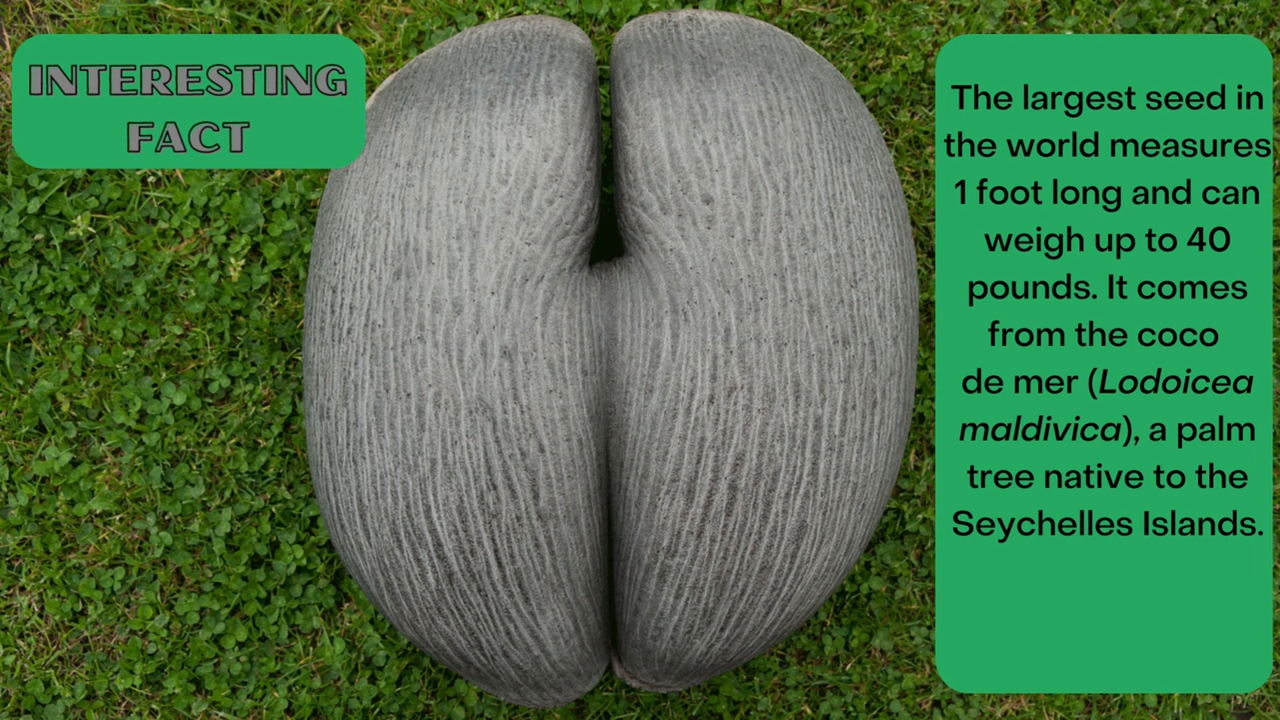 INTERESTING
FACT
The largest seed in
the world measures
1 foot long and can
weigh up to 40
pounds. It comes
from the coco
de mer (Lodoicea
maldivica), a palm
tree native to the
Seychelles Islands.